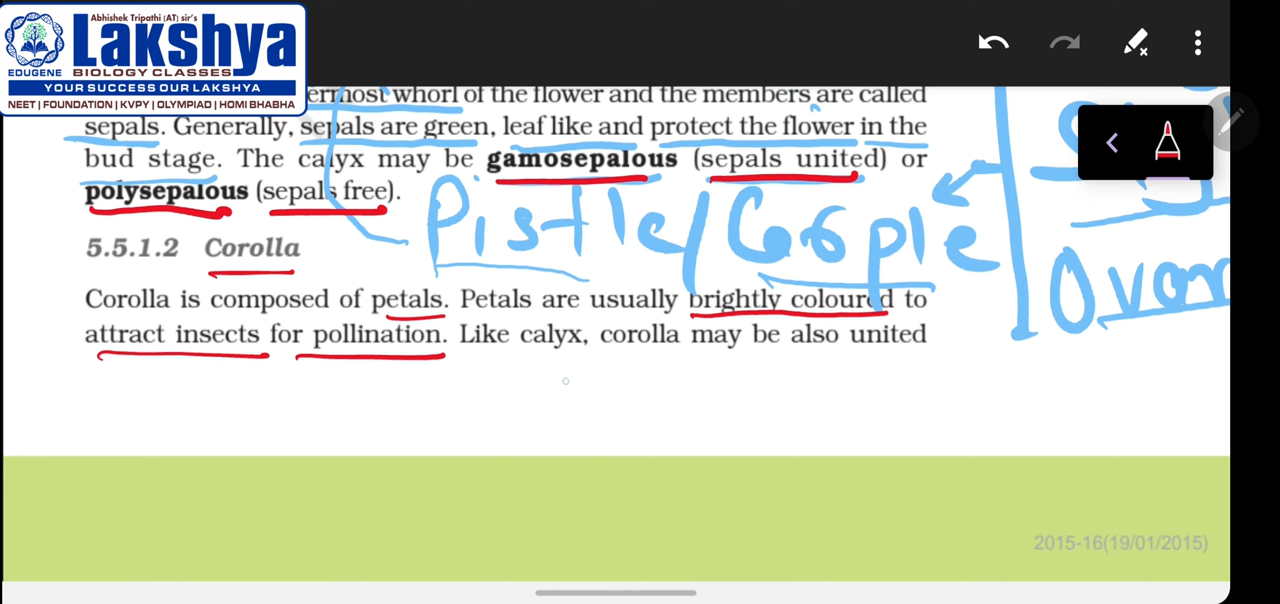 Abhishek Tripathi (AT) sir's
Lakshya
EDUGENE BIOLOGY CLASSES
YOUR SUCCESS OUR LAKSHYA
NEET | FOUNDATION | KVPY | OLYMPIAD | HOMI BHABHA
ermost whorl of the flower and the members are called
sepals. Generally, sepals are green, leaf like and protect the flower in the
bud stage. The calyx may be gamosepalous (sepals united) or
polysepalous (sepals free).
Pistle/Carple
5.5.1.2 Corolla
Ovar
Corolla is composed of petals. Petals are usually brightly coloured to
attract insects for pollination. Like calyx, corolla may be also united
2015-16(19/01/2015)